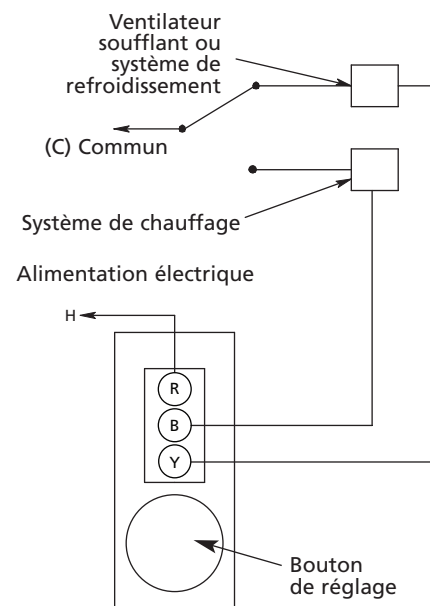 Ventilateur
soufflant ou
système de
refroidissement
(C) Commun
Système de chauffage
Alimentation électrique
H
R
B
Y
Bouton
de réglage